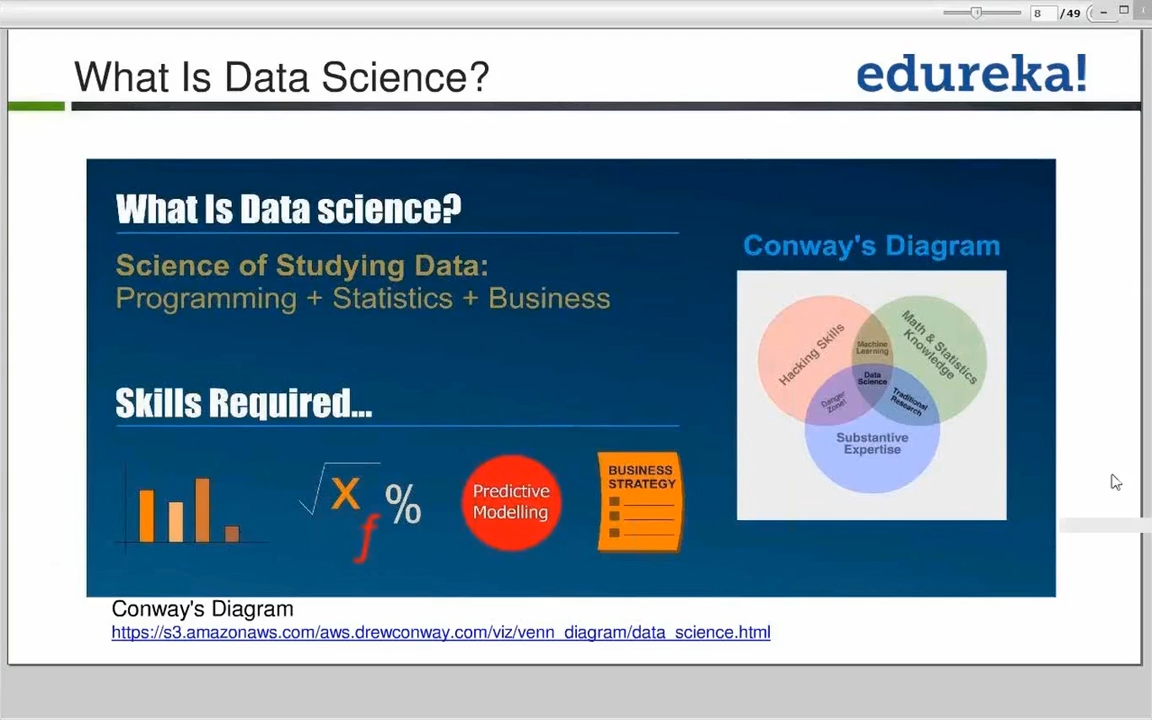 8 /49
What Is Data Science?
edureka!
What Is Data science?
Science of Studying Data:
Programming + Statistics + Business
Skills Required...
X
f
%
Predictive
Modelling
BUSINESS
STRATEGY
Conway's Diagram
Hacking Skills
Math & Statistics
Knowledge
Machine
Learning
Data
Science
Danger
Zone!
Traditional
Research
Substantive
Expertise
Conway's Diagram
https://s3.amazonaws.com/aws.drewconway.com/viz/venn_diagram/data_science.html